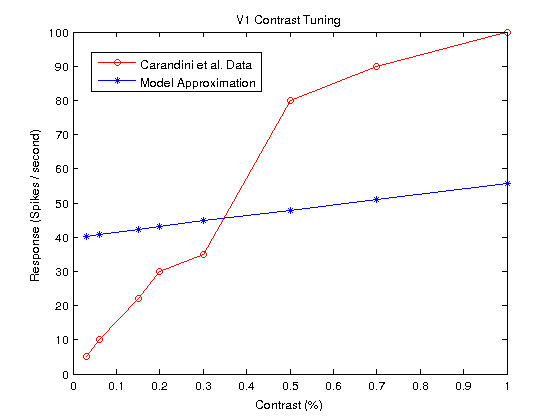 V1 Contrast Tuning
Carandini et al. Data
Model Approximation
Response (Spikes / second)
100
90
80
70
60
50
40
30
20
10
0
0 0.1 0.2 0.3 0.4 0.5 0.6 0.7 0.8 0.9 1
Contrast (%)